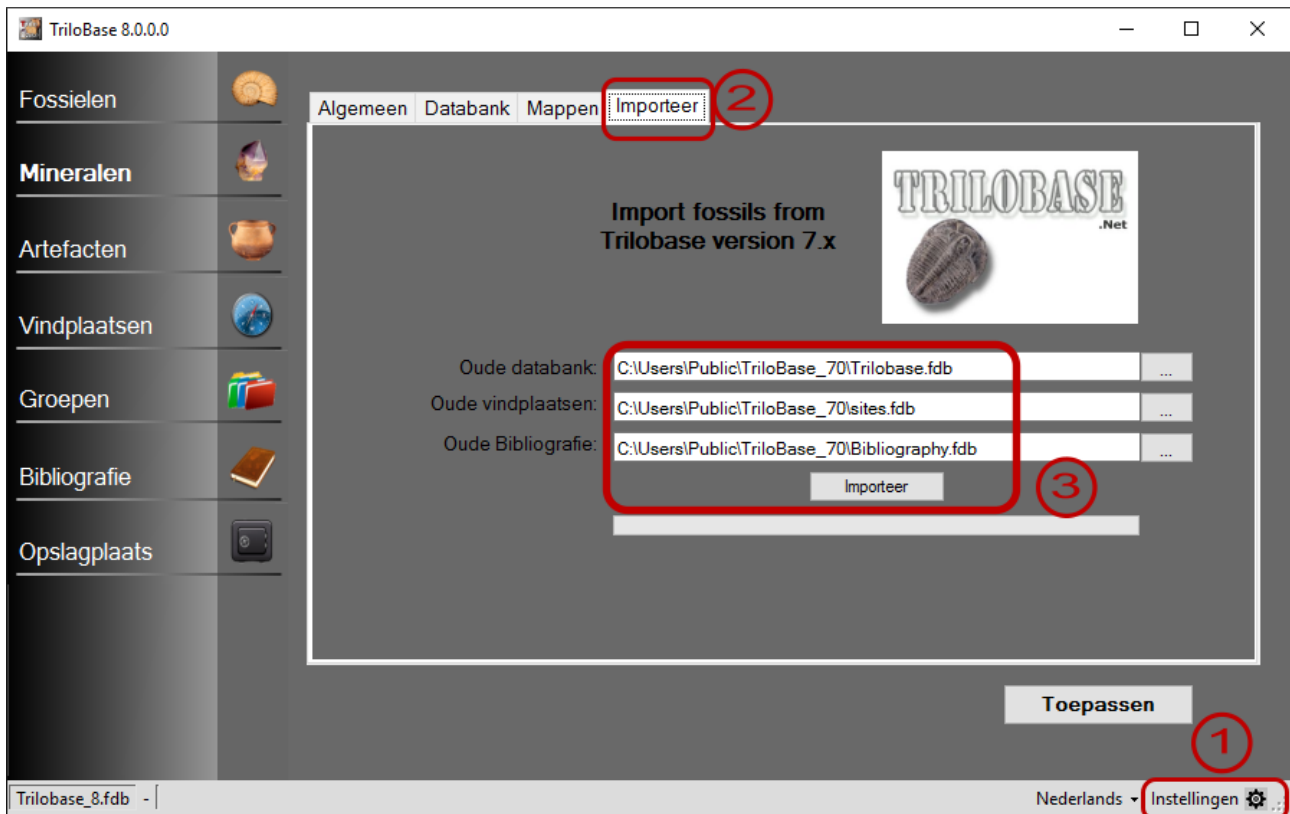 TriloBase 8.0.0.0
Fossielen
Mineralen
Artefacten
Vindplaatsen
Groepen
Bibliografie
Opslagplaats
Algemeen Databank Mappen Importeer 2
TRILOBASE
.Net
Import fossils from
Trilobase version 7.x
Oude databank: C:\Users\Public\TriloBase_70\Trilobase.fdb ...
Oude vindplaatsen: C:\Users\Public\TriloBase_70\sites.fdb ...
Oude Bibliografie: C:\Users\Public\TriloBase_70\Bibliography.fdb ...
Importeer 3
Toepassen
1
Trilobase_8.fdb - Nederlands Instellingen